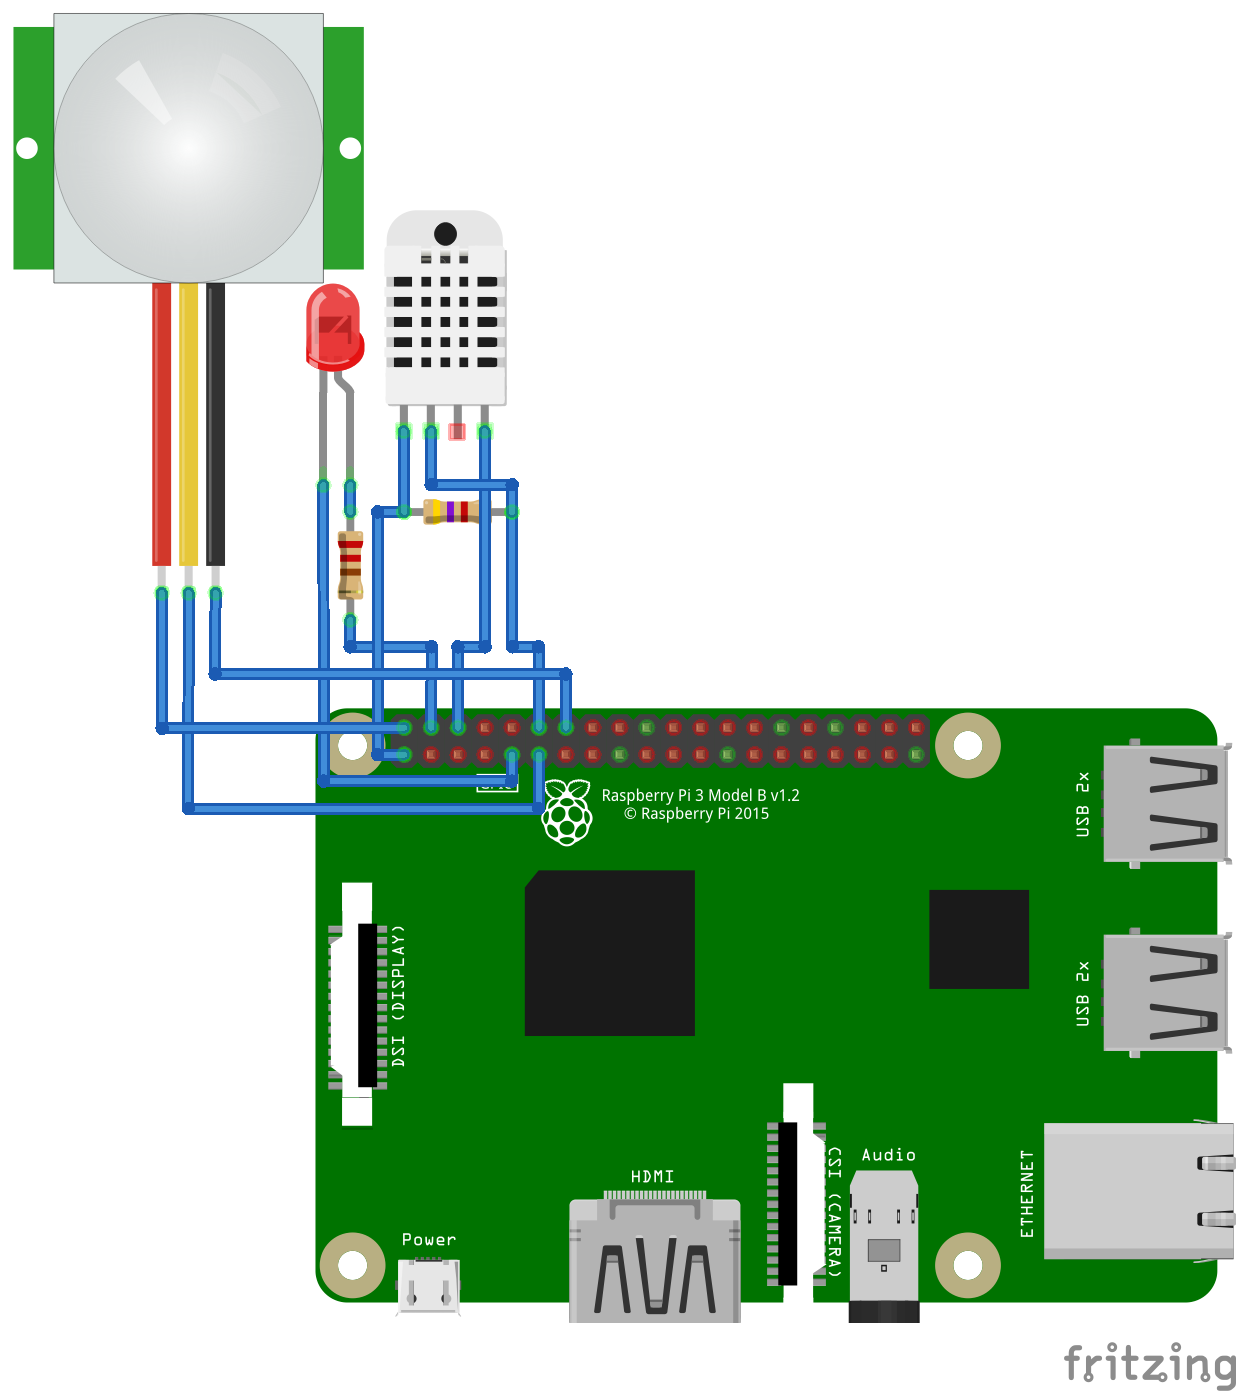 Raspberry Pi 3 Model B v1.2
© Raspberry Pi 2015
USB 2x
USB 2x
DSI (DISPLAY)
HDMI
CSI (CAMERA)
Audio
ETHERNET
Power
fritzing